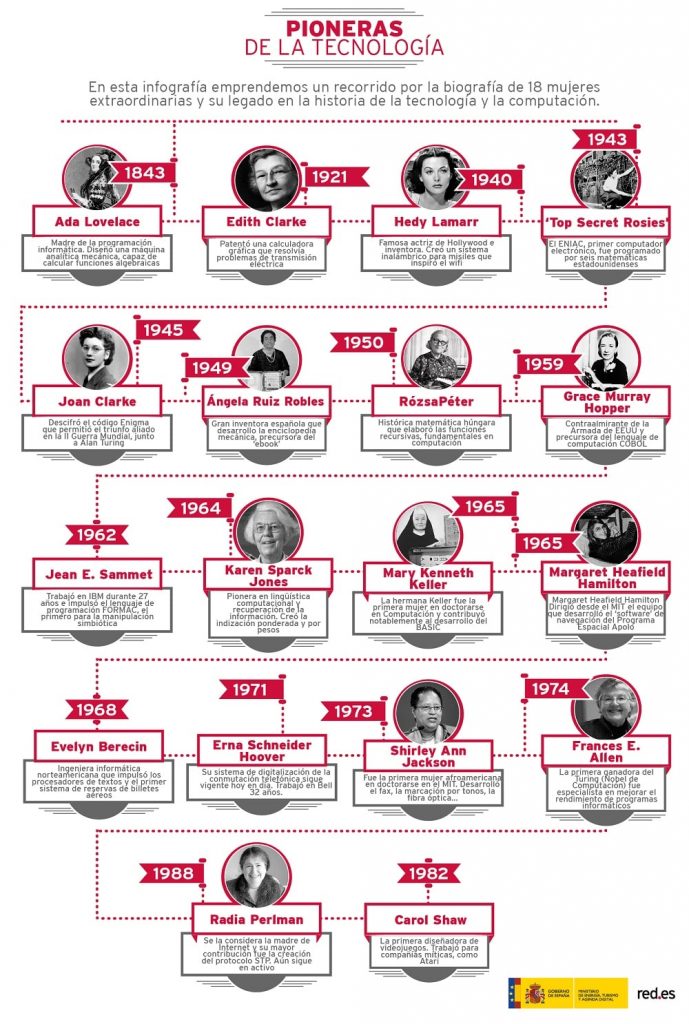 PIONERAS
DE LA TECNOLOGÍA
En esta infografía emprendemos un recorrido por la biografía de 18 mujeres
extraordinarias y su legado en la historia de la tecnología y la computación.
1843
Ada Lovelace
Madre de la programación
informática. Diseñó una máquina
analítica mecánica, capaz de
calcular funciones algebraicas
1921
Edith Clarke
Patentó una calculadora
gráfica que resolvía
problemas de transmisión
eléctrica
1940
Hedy Lamarr
Famosa actriz de Hollywood e
inventora. Creó un sistema
inalámbrico para misiles que
inspiró el wifi
1943
'Top Secret Rosies'
El ENIAC, primer computador
electrónico, fue programado
por seis matemáticas
estadounidenses
1945
Joan Clarke
Descifró el código Enigma
que permitió el triunfo aliado
en la II Guerra Mundial, junto
a Alan Turing
1949
Ángela Ruiz Robles
Gran inventora española que
desarrolló la enciclopedia
mecánica, precursora del
'ebook'
1950
RózsaPéter
Histórica matemática húngara
que elaboró las funciones
recursivas, fundamentales en
computación
1959
Grace Murray
Hopper
Contraalmirante de la
Armada de EEUU y
precursora del lenguaje de
computación COBOL
1962
Jean E. Sammet
Trabajó en IBM durante 27
años e impulsó el lenguaje de
programación FORMAC, el
primero para la manipulación
simbiótica
1964
Karen Sparck
Jones
Pionera en lingüística
computacional y
recuperación de la
información. Creó la
indización ponderada y por
pesos
1965
Mary Kenneth
Keller
La hermana Keller fue la
primera mujer en doctorarse
en Computación y contribuyó
notablemente al desarrollo del
BASIC
1965
Margaret Heafield
Hamilton
Margaret Heafield Hamilton
Dirigió desde el MIT el equipo
que desarrolló el 'software' de
navegación del Programa
Espacial Apolo
1968
Evelyn Berecin
Ingeniera informática
norteamericana que impulsó los
procesadores de textos y el primer
sistema de reservas de billetes
aéreos
1971
Erna Schneider
Hoover
Su sistema de digitalización de la
conmutación telefónica sigue
vigente hoy en día. Trabajó en Bell
32 años.
1973
Shirley Ann
Jackson
Fue la primera mujer afroamericana
en doctorarse en el MIT. Desarrolló
el fax, la marcación por tonos, la
fibra óptica...
1974
Frances E.
Allen
La primera ganadora del
Turing (Nobel de
Computación) fue
especialista en mejorar el
rendimiento de programas
informáticos
1988
Radia Perlman
Se la considera la madre de
Internet y su mayor
contribución fue la creación
del protocolo STP. Aún sigue
en activo
1982
Carol Shaw
La primera diseñadora de
videojuegos. Trabajó para
compañías míticas, como
Atari
GOBIERNO
DE ESPAÑA
MINISTERIO
DE ENERGÍA, TURISMO
Y AGENDA DIGITAL
red.es